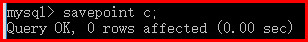 mysql> savepoint c;
Query OK, 0 rows affected (0.00 sec)